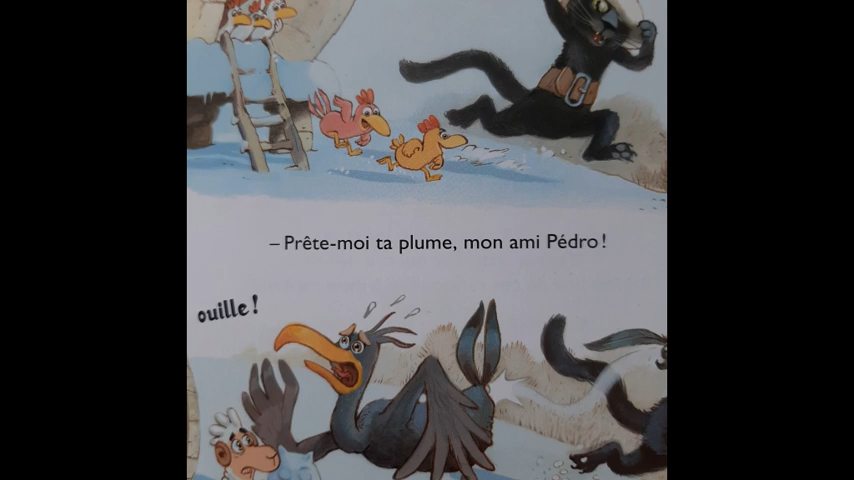 – Prête-moi ta plume, mon ami Pédro !
ouille !